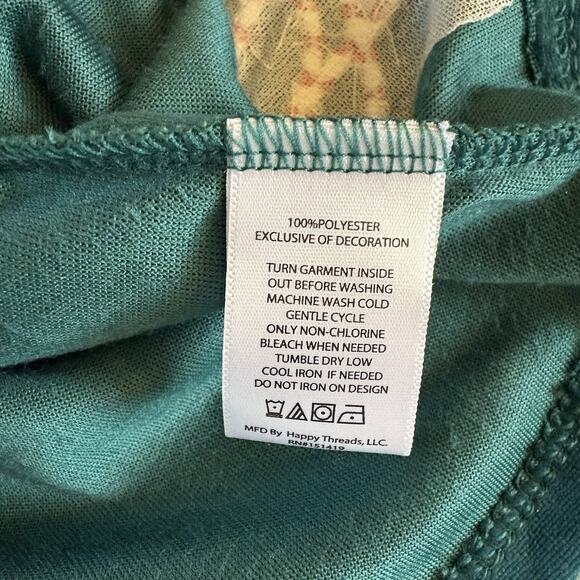 100%POLYESTER
EXCLUSIVE OF DECORATION
TURN GARMENT INSIDE
OUT BEFORE WASHING
MACHINE WASH COLD
GENTLE CYCLE
ONLY NON-CHLORINE
BLEACH WHEN NEEDED
TUMBLE DRY LOW
COOL IRON IF NEEDED
DO NOT IRON ON DESIGN
MFD By Happy Threads, LLC.
RN#151419